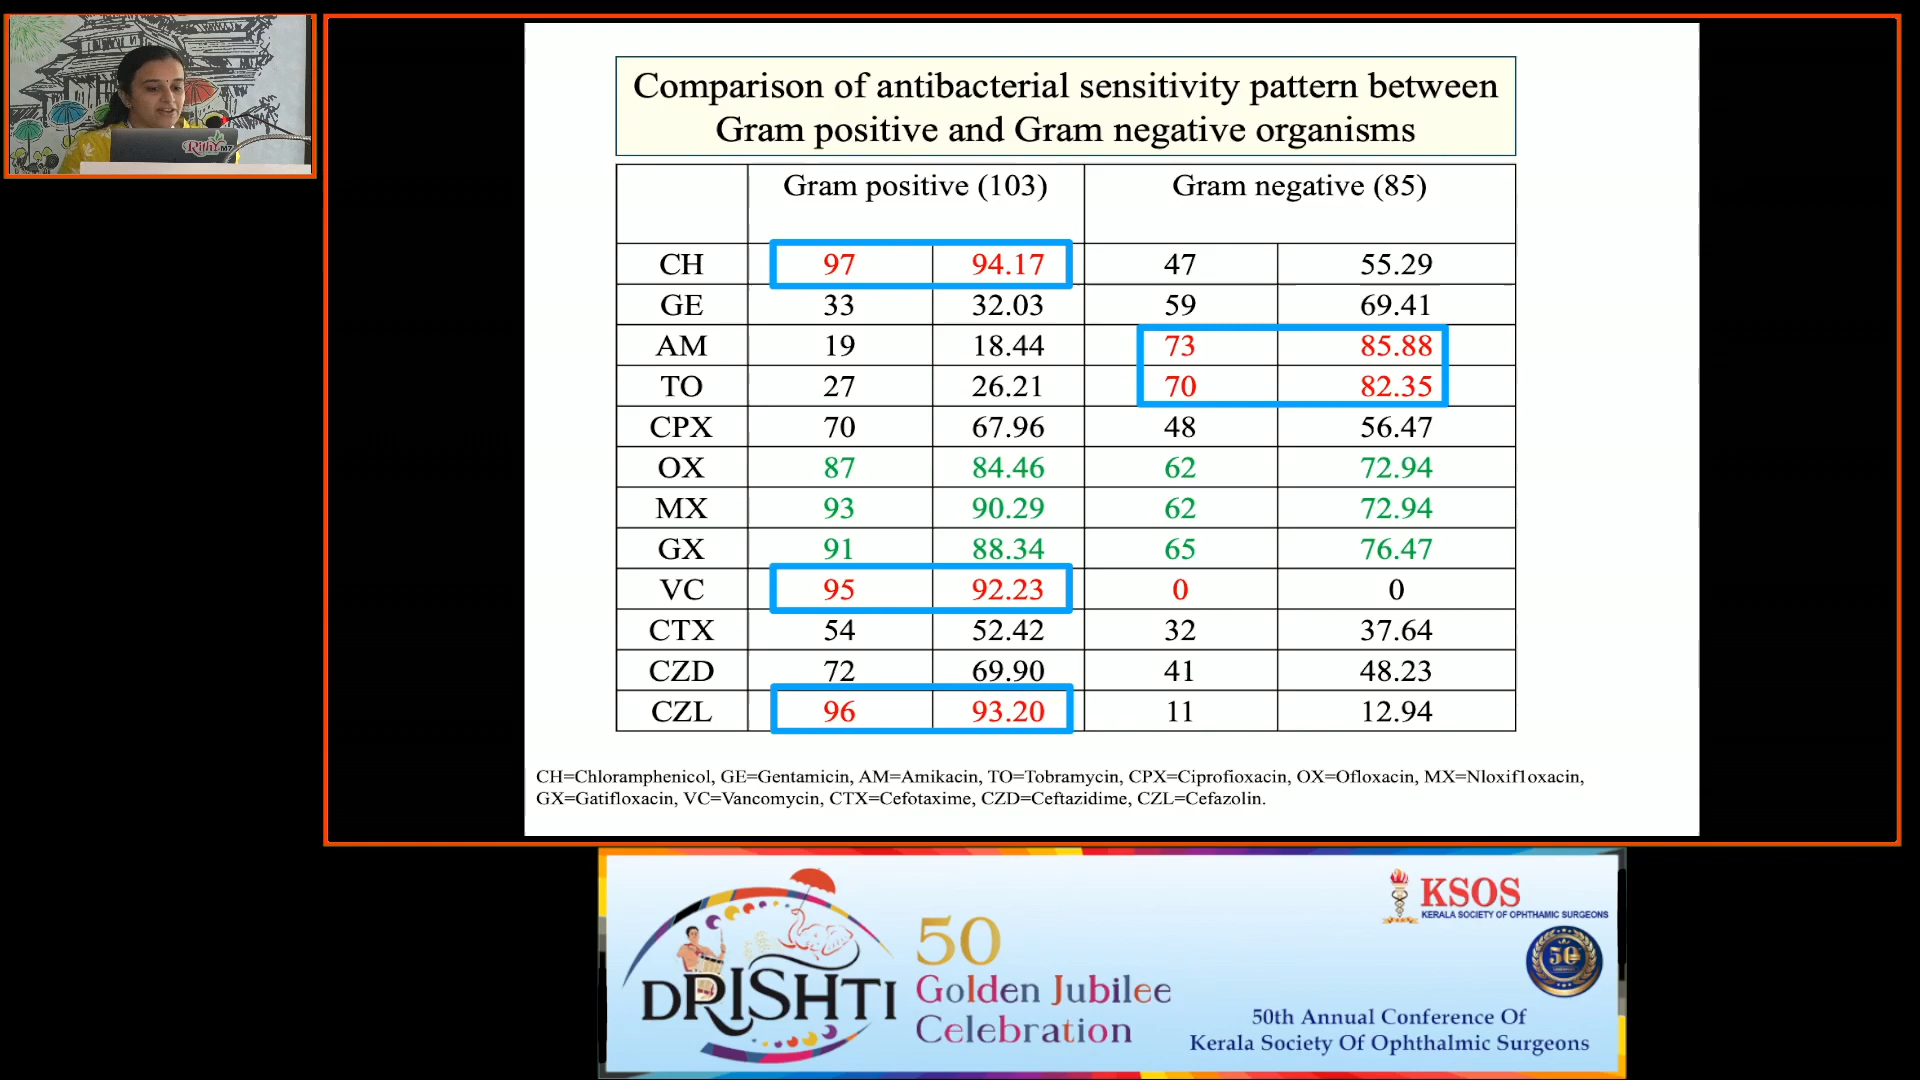 Rithy M7
Comparison of antibacterial sensitivity pattern between
Gram positive and Gram negative organisms
Gram positive (103) Gram negative (85)
CH 97 94.17 47 55.29
GE 33 32.03 59 69.41
AM 19 18.44 73 85.88
TO 27 26.21 70 82.35
CPX 70 67.96 48 56.47
OX 87 84.46 62 72.94
MX 93 90.29 62 72.94
GX 91 88.34 65 76.47
VC 95 92.23 0 0
CTX 54 52.42 32 37.64
CZD 72 69.90 41 48.23
CZL 96 93.20 11 12.94
CH=Chloramphenicol, GE=Gentamicin, AM=Amikacin, TO=Tobramycin, CPX=Ciprofioxacin, OX=Ofloxacin, MX=Nloxif1oxacin,
GX=Gatifloxacin, VC=Vancomycin, CTX=Cefotaxime, CZD=Ceftazidime, CZL=Cefazolin.
DRISHTI
50
Golden Jubilee
Celebration
KSOS
KERALA SOCIETY OF OPHTHAMIC SURGEONS
50
50th Annual Conference Of
Kerala Society Of Ophthalmic Surgeons